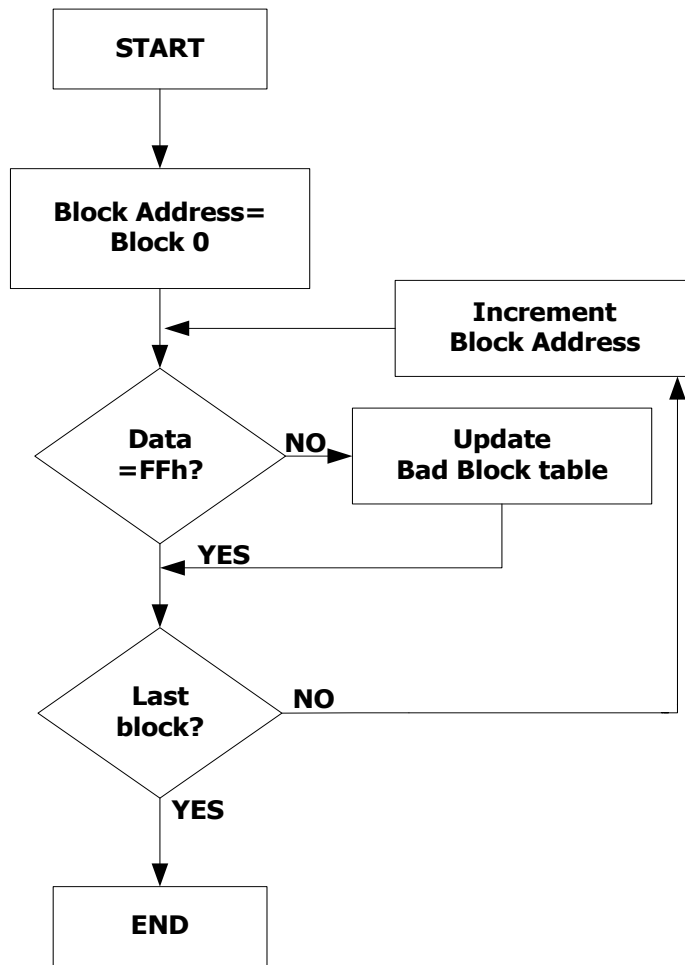 START
Block Address=
Block 0
Increment
Block Address
Data
=FFh?
NO
Update
Bad Block table
YES
Last
block?
NO
YES
END